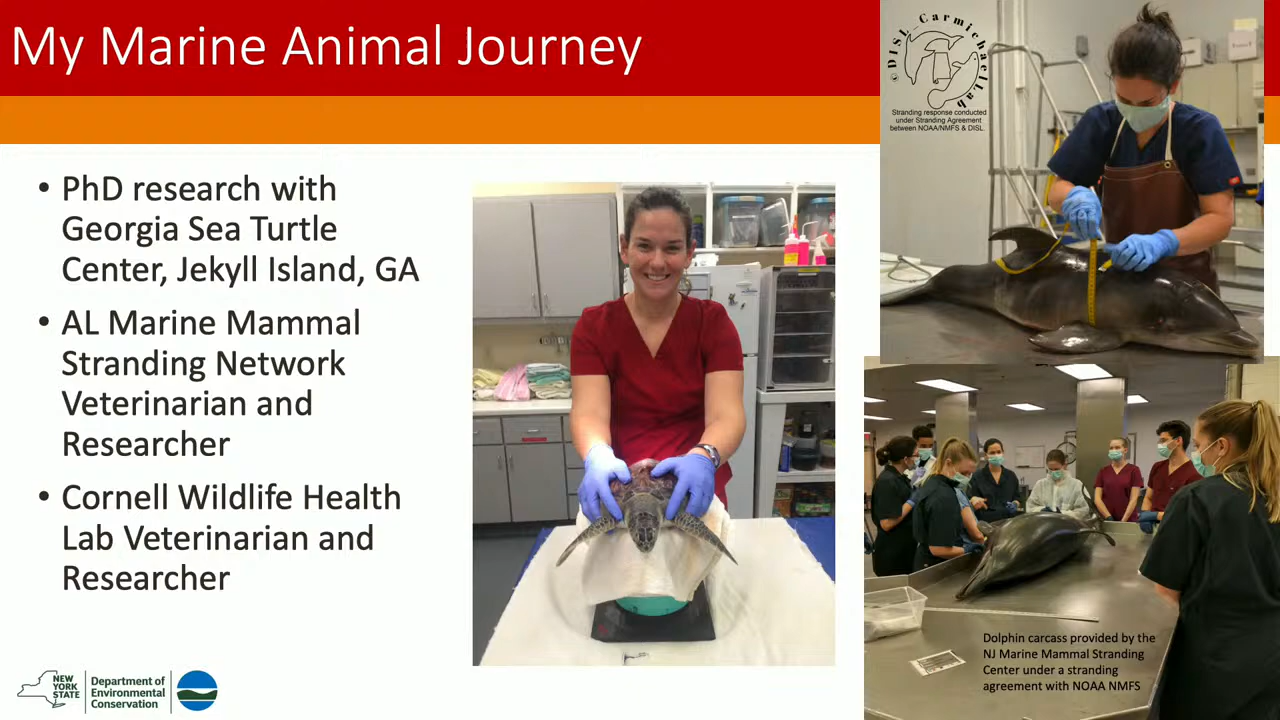 My Marine Animal Journey
© DISL Carmichael Lab
Stranding response conducted
under Stranding Agreement
between NOAA/NMFS & DISL.
• PhD research with
Georgia Sea Turtle
Center, Jekyll Island, GA
• AL Marine Mammal
Stranding Network
Veterinarian and
Researcher
• Cornell Wildlife Health
Lab Veterinarian and
Researcher
Dolphin carcass provided by the
NJ Marine Mammal Stranding
Center under a stranding
agreement with NOAA NMFS
NEW
YORK
STATE
Department of
Environmental
Conservation